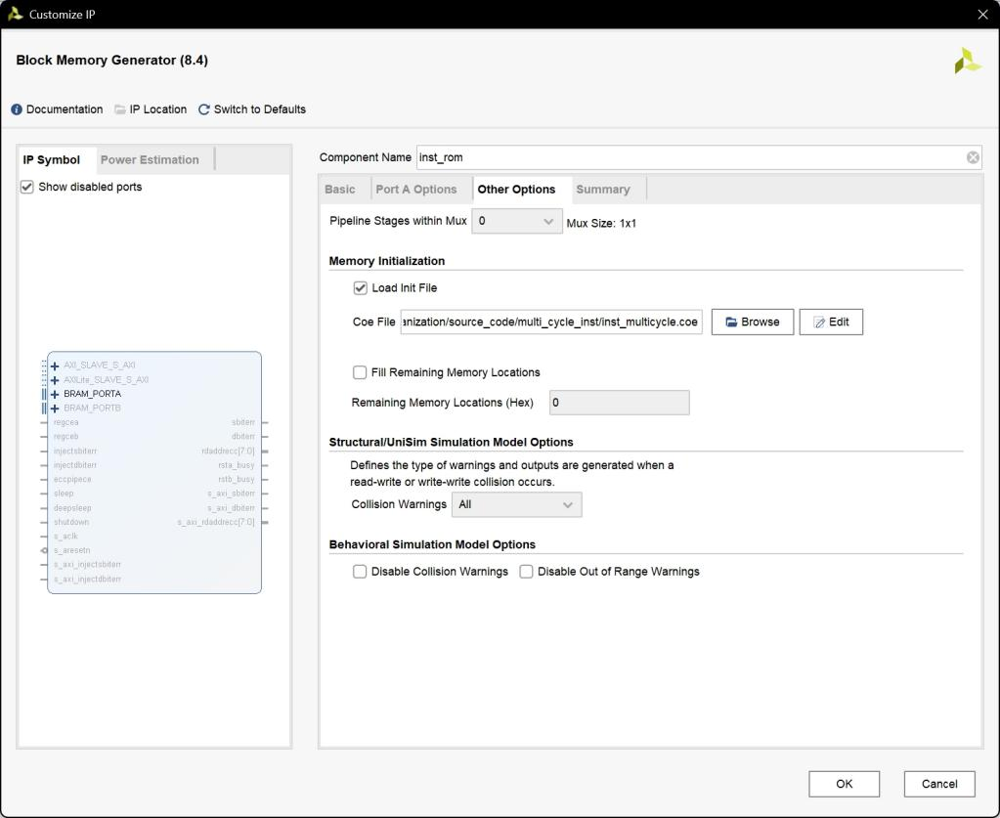 Customize IP
Block Memory Generator (8.4)
Documentation IP Location Switch to Defaults
IP Symbol Power Estimation
Show disabled ports
AXI_SLAVE_S_AXI
AXILite_SLAVE_S_AXI
BRAM_PORTA
BRAM_PORTB
regcea sbiterr
regceb dbiterr
injectsbiterr rdaddrecc[7:0]
injectdbiterr rsta_busy
eccpipece rstb_busy
sleep s_axi_sbiterr
deepsleep s_axi_dbiterr
shutdown s_axi_rdaddrecc[7:0]
s_aclk
s_aresetn
s_axi_injectsbiterr
s_axi_injectdbiterr
Component Name inst_rom
Basic Port A Options Other Options Summary
Pipeline Stages within Mux 0 Mux Size: 1x1
Memory Initialization
Load Init File
Coe File anization/source_code/multi_cycle_inst/inst_multicycle.coe Browse Edit
Fill Remaining Memory Locations
Remaining Memory Locations (Hex) 0
Structural/UniSim Simulation Model Options
Defines the type of warnings and outputs are generated when a
read-write or write-write collision occurs.
Collision Warnings All
Behavioral Simulation Model Options
Disable Collision Warnings Disable Out of Range Warnings
OK Cancel